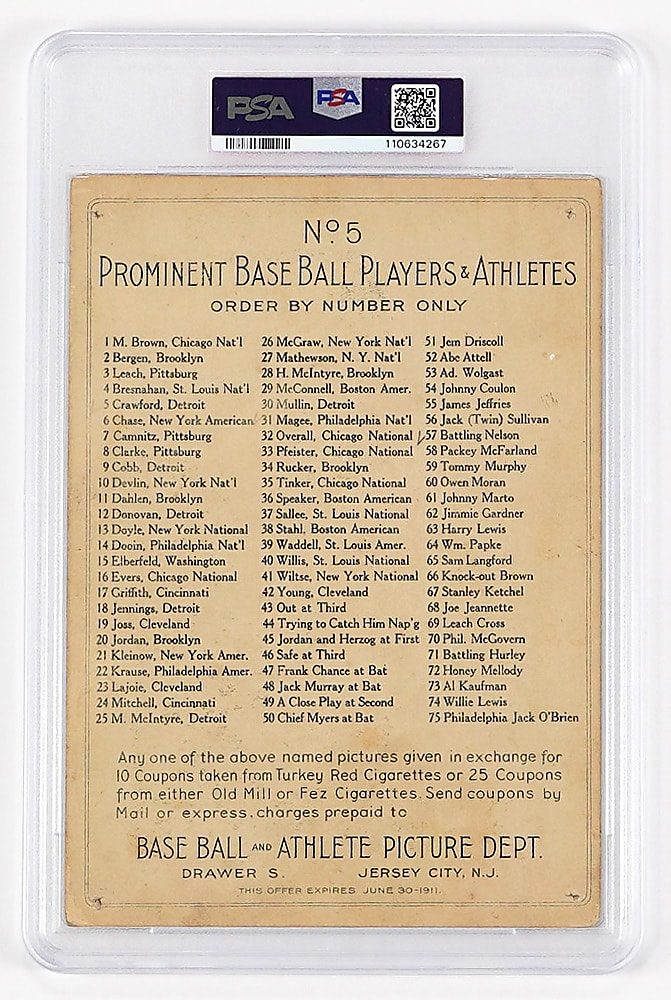 PSA PSA
110634267
Nº 5
PROMINENT BASE BALL PLAYERS & ATHLETES
ORDER BY NUMBER ONLY
1 M. Brown, Chicago Nat'l
2 Bergen, Brooklyn
3 Leach, Pittsburg
4 Bresnahan, St. Louis Nat'l
5 Crawford, Detroit
6 Chase, New York American
7 Camnitz, Pittsburg
8 Clarke, Pittsburg
9 Cobb, Detroit
10 Devlin, New York Nat'l
11 Dahlen, Brooklyn
12 Donovan, Detroit
13 Doyle, New York National
14 Dooin, Philadelphia Nat'l
15 Elberfeld, Washington
16 Evers, Chicago National
17 Griffith, Cincinnati
18 Jennings, Detroit
19 Joss, Cleveland
20 Jordan, Brooklyn
21 Kleinow, New York Amer.
22 Krause, Philadelphia Amer.
23 Lajoie, Cleveland
24 Mitchell, Cincinnati
25 M. McIntyre, Detroit
26 McGraw, New York Nat'l
27 Mathewson, N. Y. Nat'l
28 H. McIntyre, Brooklyn
29 McConnell, Boston Amer.
30 Mullin, Detroit
31 Magee, Philadelphia Nat'l
32 Overall, Chicago National
33 Pfeister, Chicago National
34 Rucker, Brooklyn
35 Tinker, Chicago National
36 Speaker, Boston American
37 Sallee, St. Louis National
38 Stahl, Boston American
39 Waddell, St. Louis Amer.
40 Willis, St. Louis National
41 Wiltse, New York National
42 Young, Cleveland
43 Out at Third
44 Trying to Catch Him Nap'g
45 Jordan and Herzog at First
46 Safe at Third
47 Frank Chance at Bat
48 Jack Murray at Bat
49 A Close Play at Second
50 Chief Myers at Bat
51 Jem Driscoll
52 Abe Attell
53 Ad. Wolgast
54 Johnny Coulon
55 James Jeffries
56 Jack (Twin) Sullivan
57 Battling Nelson
58 Packey McFarland
59 Tommy Murphy
60 Owen Moran
61 Johnny Marto
62 Jimmie Gardner
63 Harry Lewis
64 Wm. Papke
65 Sam Langford
66 Knock-out Brown
67 Stanley Ketchel
68 Joe Jeannette
69 Leach Cross
70 Phil. McGovern
71 Battling Hurley
72 Honey Mellody
73 Al Kaufman
74 Willie Lewis
75 Philadelphia Jack O'Brien
Any one of the above named pictures given in exchange for
10 Coupons taken from Turkey Red Cigarettes or 25 Coupons
from either Old Mill or Fez Cigarettes. Send coupons by
Mail or express, charges prepaid to
BASE BALL AND ATHLETE PICTURE DEPT.
DRAWER S. JERSEY CITY, N.J.
THIS OFFER EXPIRES JUNE 30-1911.